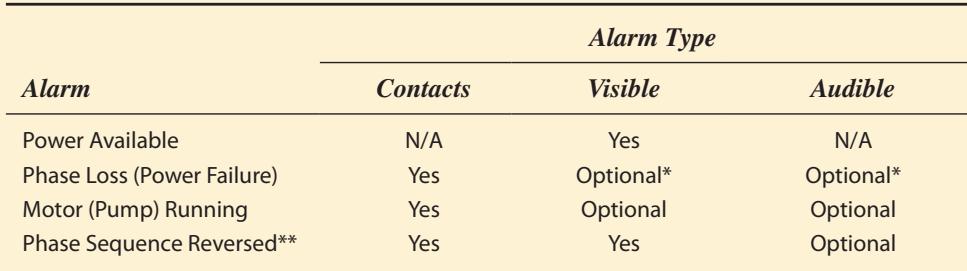 Alarm Type
Alarm Contacts Visible Audible
Power Available N/A Yes N/A
Phase Loss (Power Failure) Yes Optional* Optional*
Motor (Pump) Running Yes Optional Optional
Phase Sequence Reversed** Yes Yes Optional